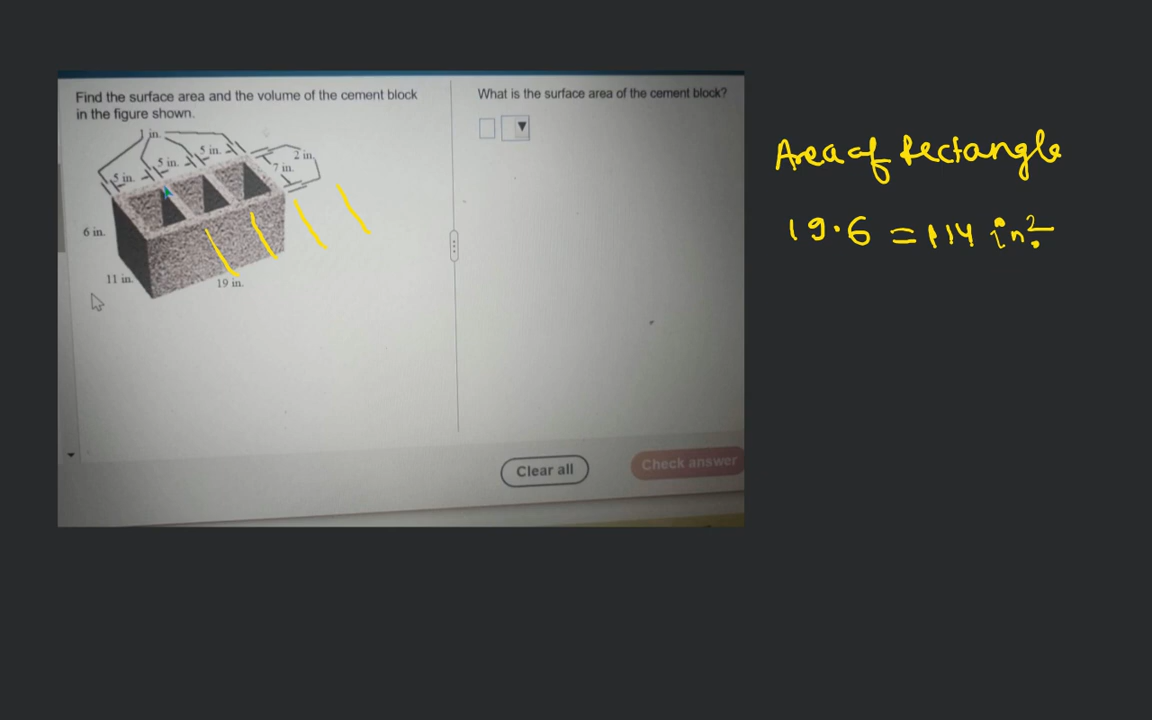 Find the surface area and the volume of the cement block
in the figure shown.
1 in.
5 in.
5 in.
5 in.
2 in.
7 in.
6 in.
11 in.
19 in.
What is the surface area of the cement block?
Clear all
Check answer
Area of Rectangle
19.6 = 114 in²